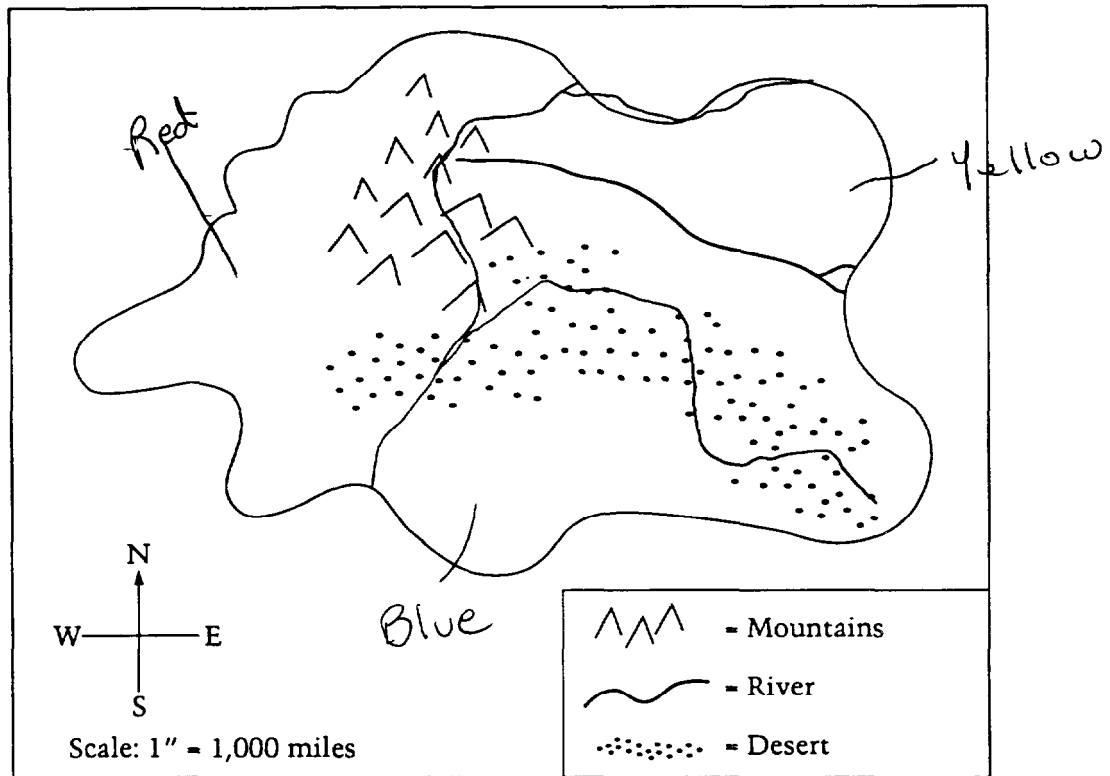 Red
Yellow
Blue
N
W E
S
Scale: 1" = 1,000 miles
= Mountains
= River
= Desert